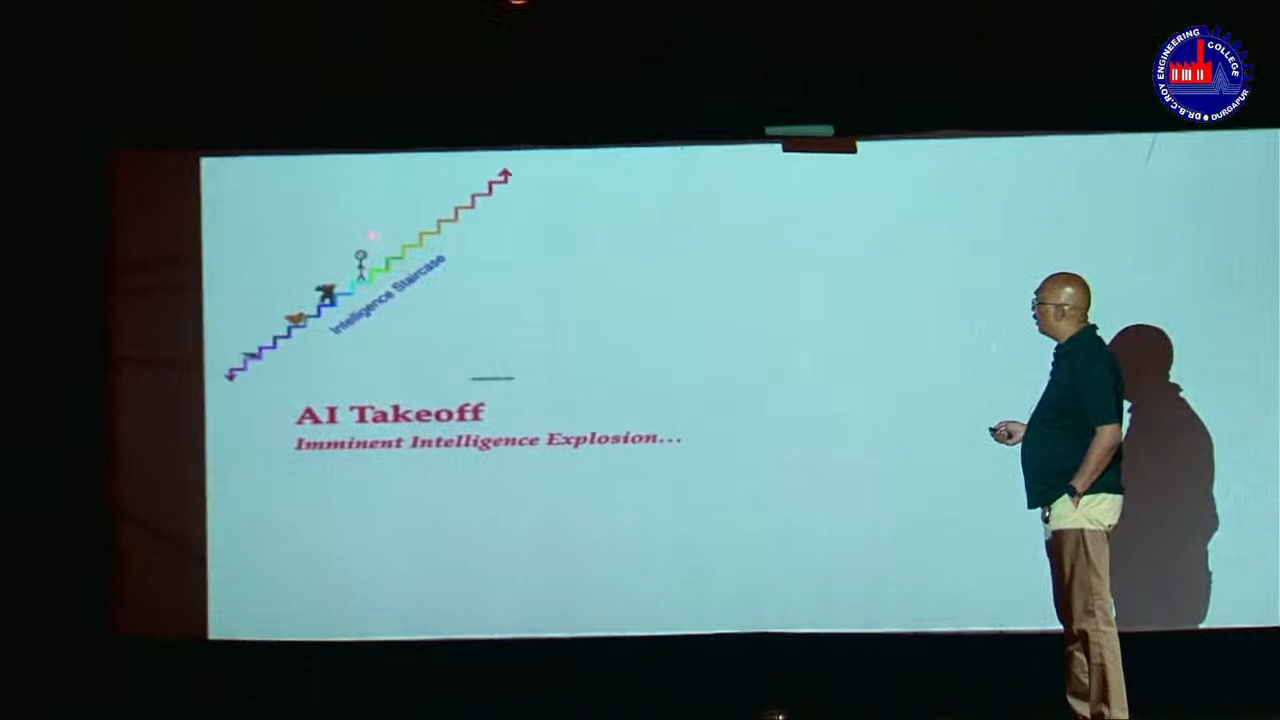 DR.B.C.ROY ENGINEERING COLLEGE
DURGAPUR
Intelligence Staircase
AI Takeoff
Imminent Intelligence Explosion...